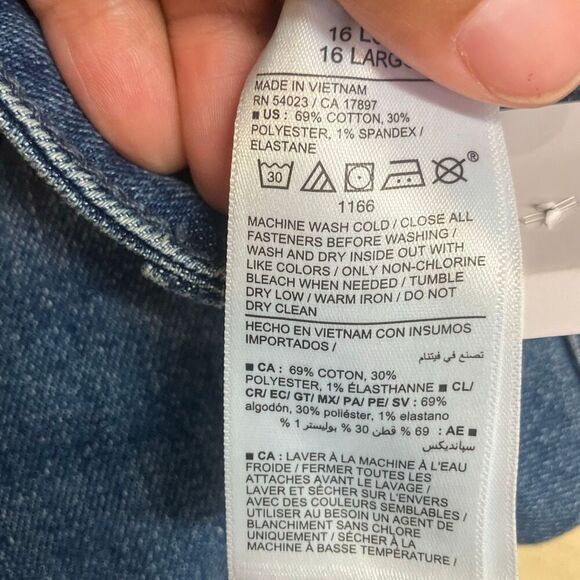 16 L
16 LARG
MADE IN VIETNAM
RN 54023 / CA 17897
■ US : 69% COTTON, 30%
POLYESTER, 1% SPANDEX /
ELASTANE
30
®
1166
MACHINE WASH COLD / CLOSE ALL
FASTENERS BEFORE WASHING /
WASH AND DRY INSIDE OUT WITH
LIKE COLORS / ONLY NON-CHLORINE
BLEACH WHEN NEEDED / TUMBLE
DRY LOW / WARM IRON / DO NOT
DRY CLEAN
HECHO EN VIETNAM CON INSUMOS
IMPORTADOS /
صنع في فيتنام
■ CA : 69% COTON, 30%
POLYESTER, 1% ÉLASTHANNE ■ CL/
CR/ EC/ GT/ MX/ PA/ PE/ SV : 69%
algodón, 30% poliéster, 1% elastano
■ AE : 69 % قطن 30 % بوليستر 1 %
سباندیكس
■ CA : LAVER À LA MACHINE À L'EAU
FROIDE / FERMER TOUTES LES
ATTACHES AVANT LE LAVAGE /
LAVER ET SÉCHER SUR L'ENVERS
AVEC DES COULEURS SEMBLABLES /
UTILISER AU BESOIN UN AGENT DE
BLANCHIMENT SANS CHLORE
UNIQUEMENT / SÉCHER À LA
MACHINE À BASSE TEMPÉRATURE /